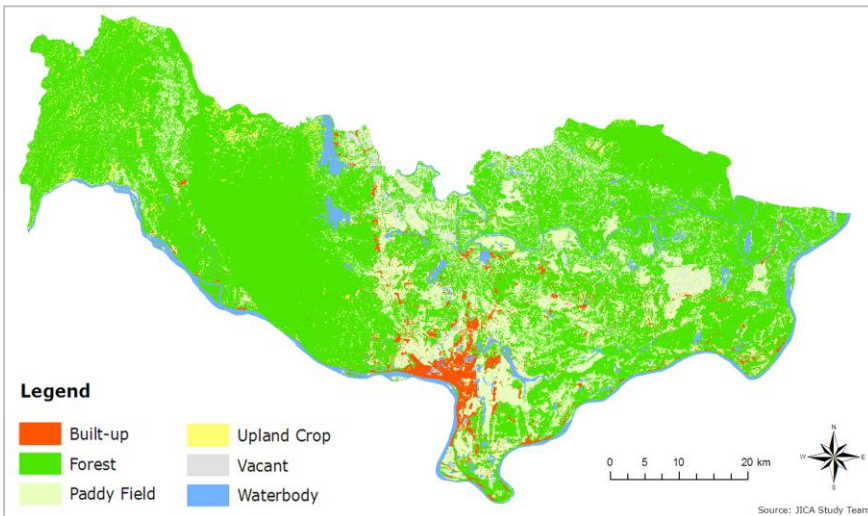 Legend
Built-up
Forest
Paddy Field
Upland Crop
Vacant
Waterbody
0 5 10 20 km
N
W E
S
Source: JICA Study Team